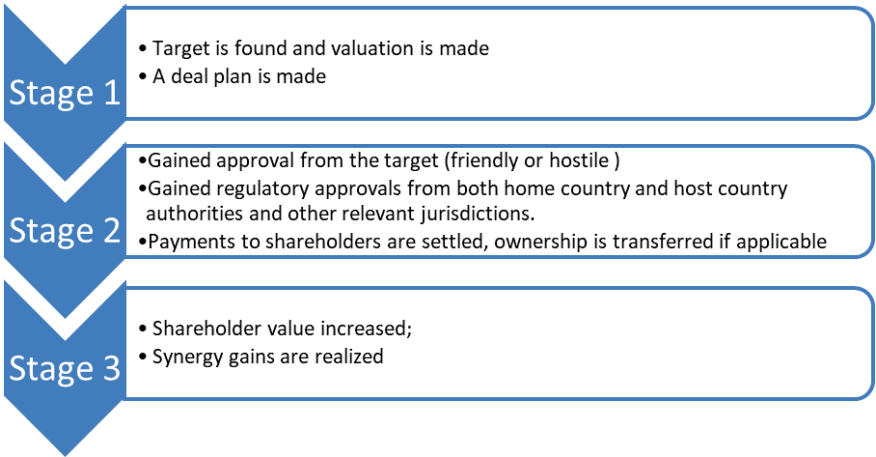 Stage 1
• Target is found and valuation is made
• A deal plan is made
Stage 2
•Gained approval from the target (friendly or hostile )
•Gained regulatory approvals from both home country and host country
authorities and other relevant jurisdictions.
•Payments to shareholders are settled, ownership is transferred if applicable
Stage 3
• Shareholder value increased;
• Synergy gains are realized